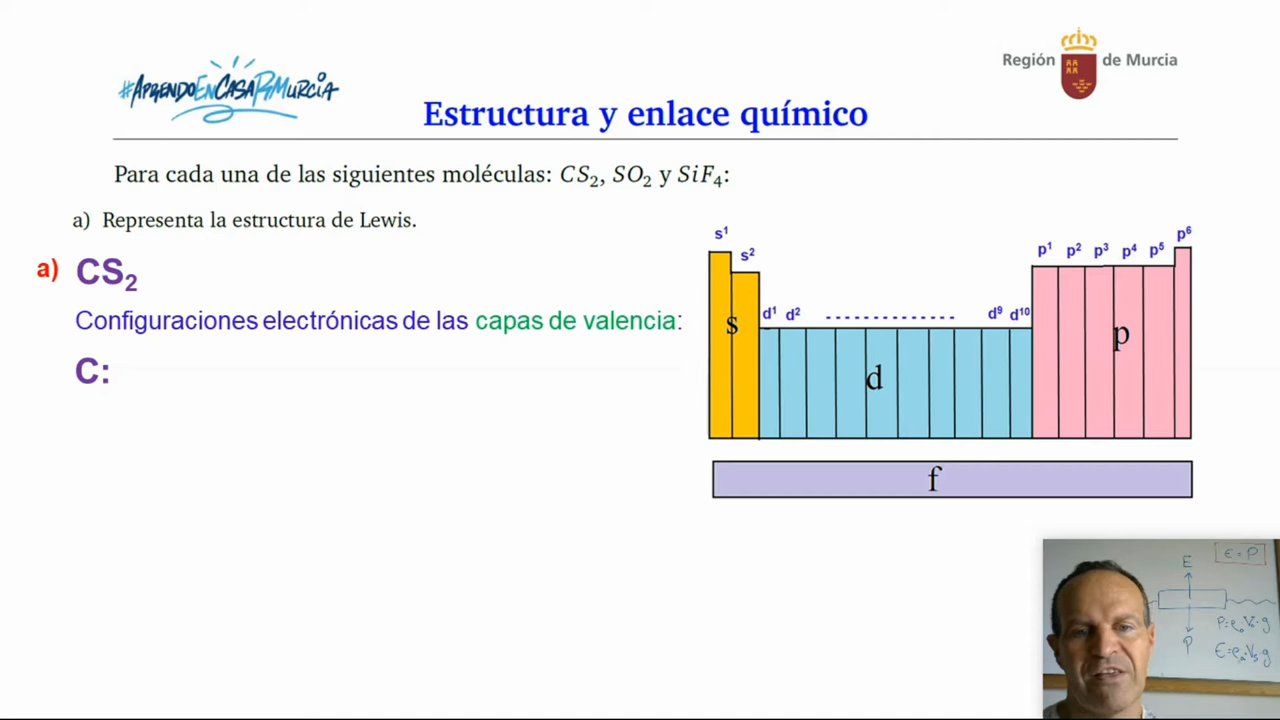 #APRENDOENCASARMURCIA
Región de Murcia
Estructura y enlace químico
Para cada una de las siguientes moléculas: CS₂, SO₂ y SiF₄:
a) Representa la estructura de Lewis.
a) CS₂
Configuraciones electrónicas de las capas de valencia:
C:
s¹
s²
d¹ d² d⁹ d¹⁰
p¹ p² p³ p⁴ p⁵ p⁶
s
d
p
f
E
P
E = P